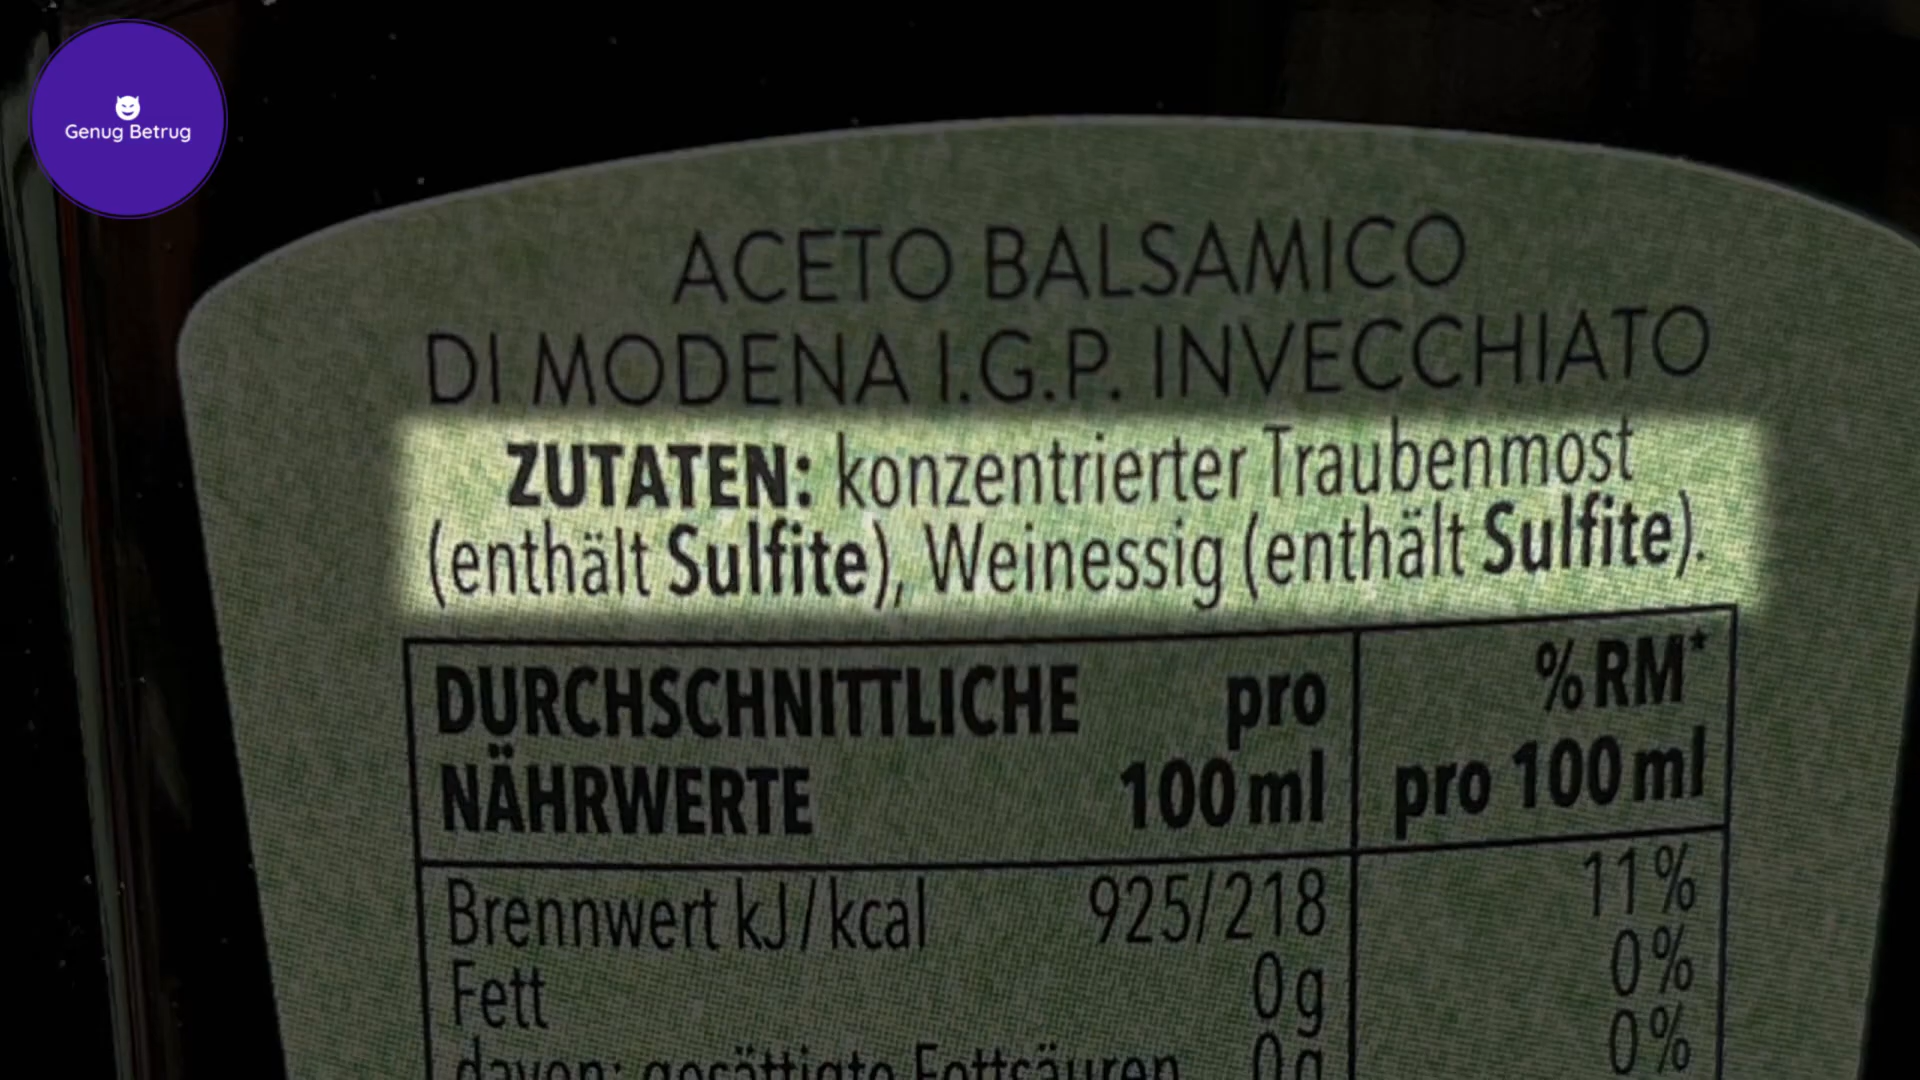 Genug Betrug
ACETO BALSAMICO
DI MODENA I.G.P. INVECCHIATO
ZUTATEN: konzentrierter Traubenmost
(enthält Sulfite), Weinessig (enthält Sulfite).
DURCHSCHNITTLICHE pro %RM*
NÄHRWERTE 100 ml pro 100 ml
Brennwert kJ/kcal 925/218 11%
Fett 0g 0%
davon: gesättigte Fettsäuren 0g 0%